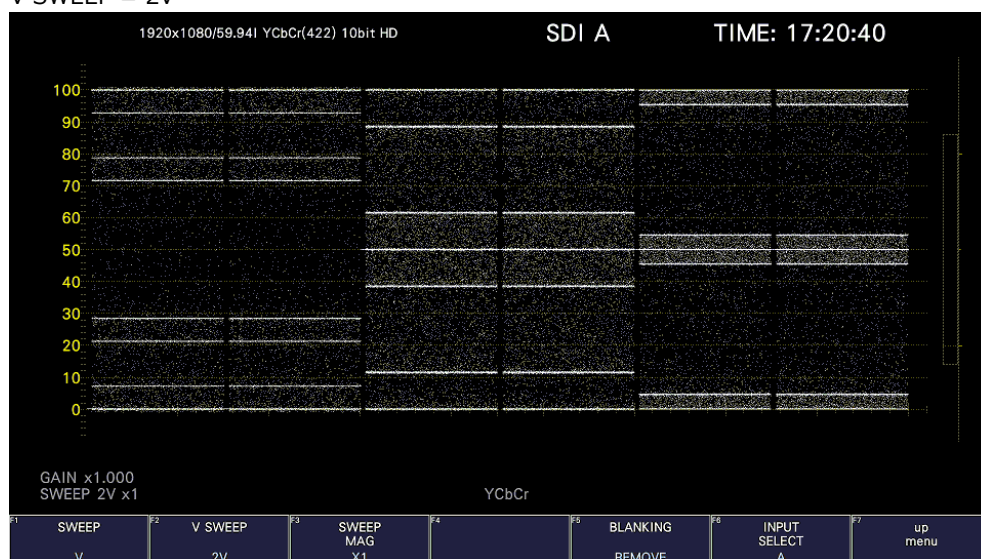 V SWEEP = 2V
1920x1080/59.94I YCbCr(422) 10bit HD SDI A TIME: 17:20:40
100
90
80
70
60
50
40
30
20
10
0
GAIN x1.000
SWEEP 2V x1 YCbCr
F1 SWEEP F2 V SWEEP F3 SWEEP MAG F4 F5 BLANKING F6 INPUT SELECT F7 up menu
V 2V X1 REMOVE A